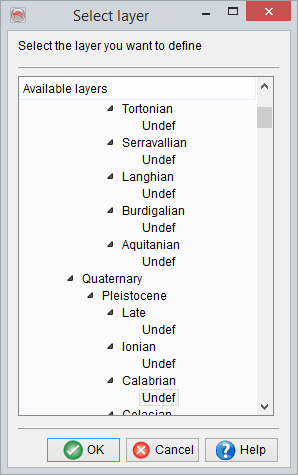 Select layer
Select the layer you want to define
Available layers
Tortonian
Undef
Serravallian
Undef
Langhian
Undef
Burdigalian
Undef
Aquitanian
Undef
Quaternary
Pleistocene
Late
Undef
Ionian
Undef
Calabrian
Undef
Gelasian
OK
Cancel
Help